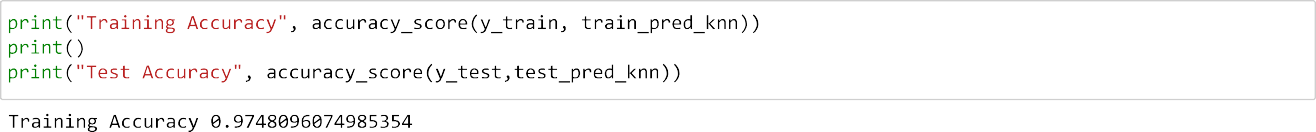 print("Training Accuracy", accuracy_score(y_train, train_pred_knn))
print()
print("Test Accuracy", accuracy_score(y_test,test_pred_knn))
Training Accuracy 0.9748096074985354